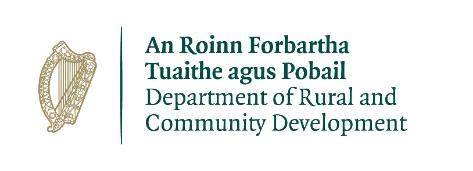 An Roinn Forbartha
Tuaithe agus Pobail
Department of Rural and
Community Development